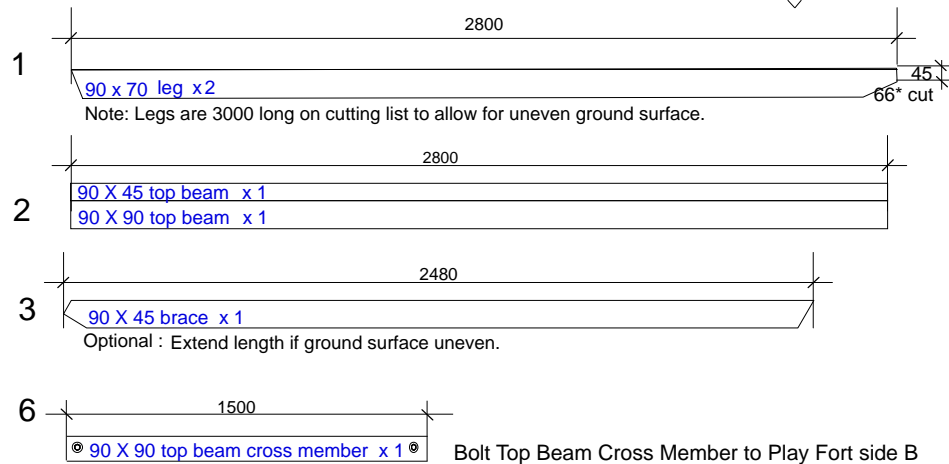 2800
1
45
90 x 70 leg x2
66* cut
Note: Legs are 3000 long on cutting list to allow for uneven ground surface.
2800
90 X 45 top beam x 1
2
90 X 90 top beam x 1
2480
3
90 X 45 brace x 1
Optional : Extend length if ground surface uneven.
6
1500
90 X 90 top beam cross member x 1
Bolt Top Beam Cross Member to Play Fort side B